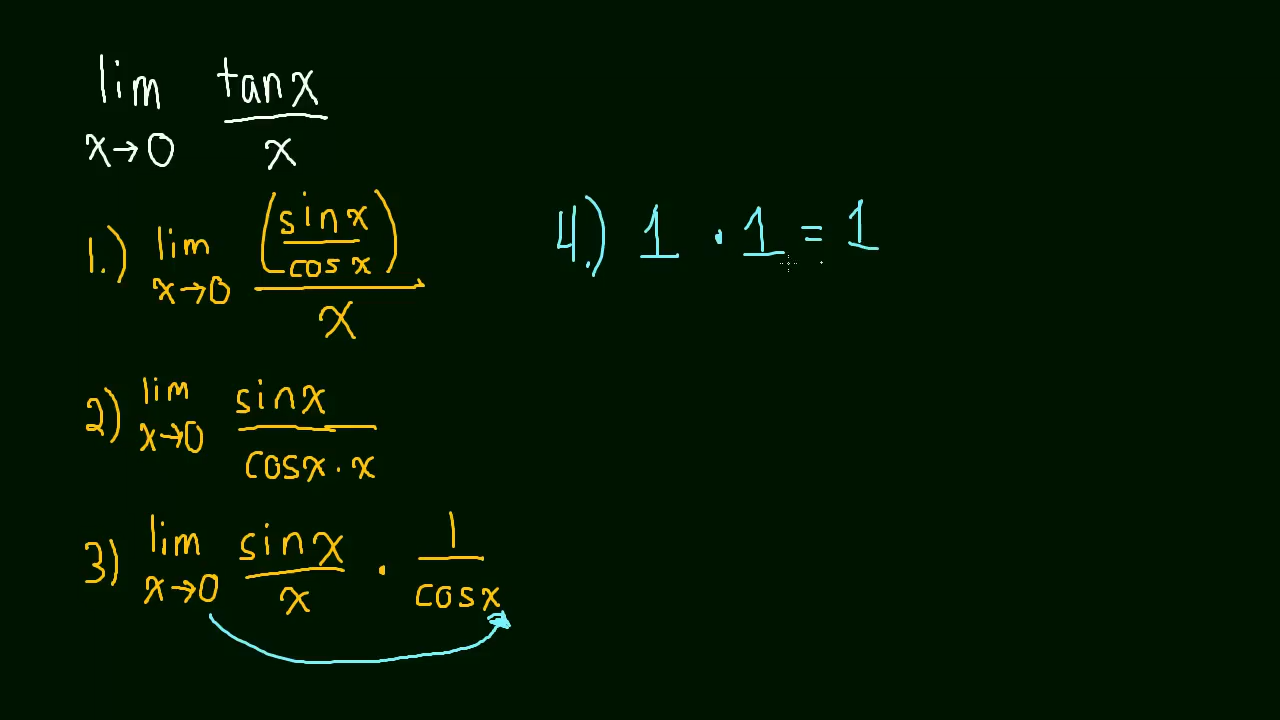 lim tanx
x→0 x
1.) lim (sinx/cosx)
x→0 x
2) lim sinx
x→0 cosx·x
3) lim sinx/x · 1/cosx
x→0
4.) 1 · 1 = 1